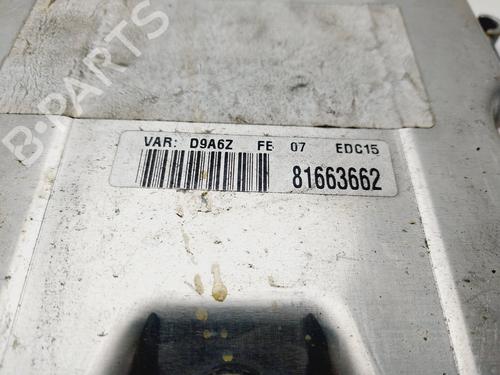 B-PARTS
VAR: D9A6Z FE 07 EDC15
81663662